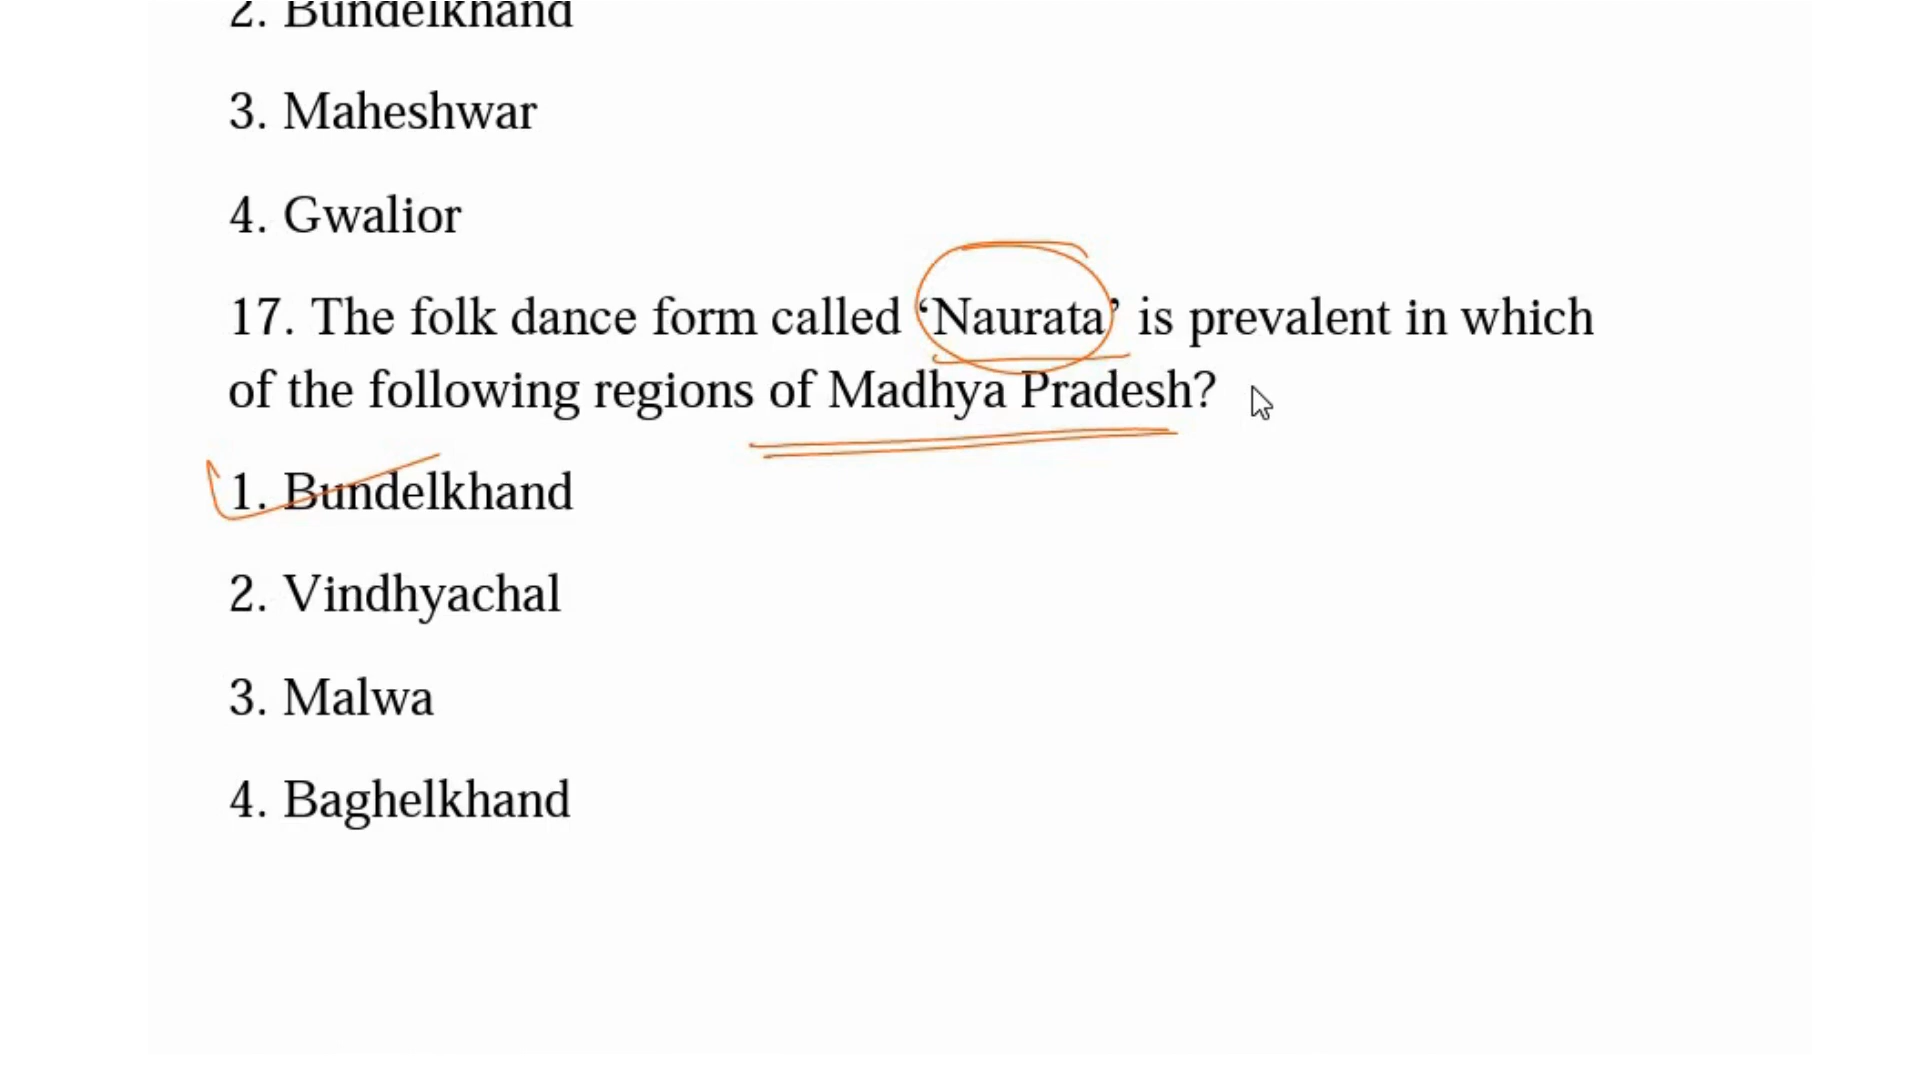 2. Bundelkhand
3. Maheshwar
4. Gwalior
17. The folk dance form called ‘Naurata’ is prevalent in which
of the following regions of Madhya Pradesh?
1. Bundelkhand
2. Vindhyachal
3. Malwa
4. Baghelkhand